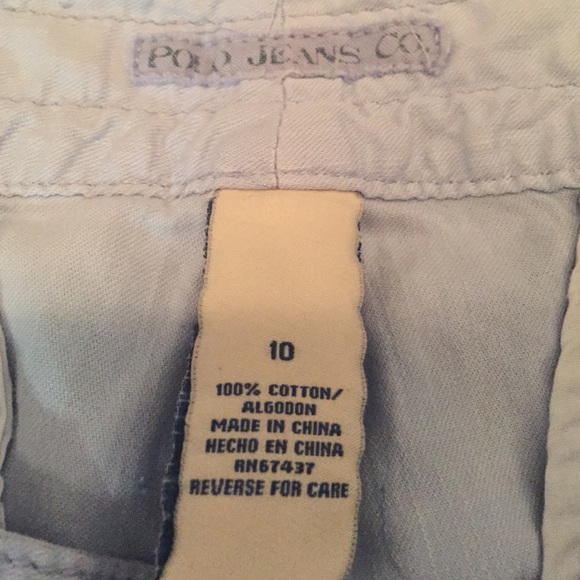 POLO JEANS CO.
10
100% COTTON/
ALGODON
MADE IN CHINA
HECHO EN CHINA
RN67437
REVERSE FOR CARE